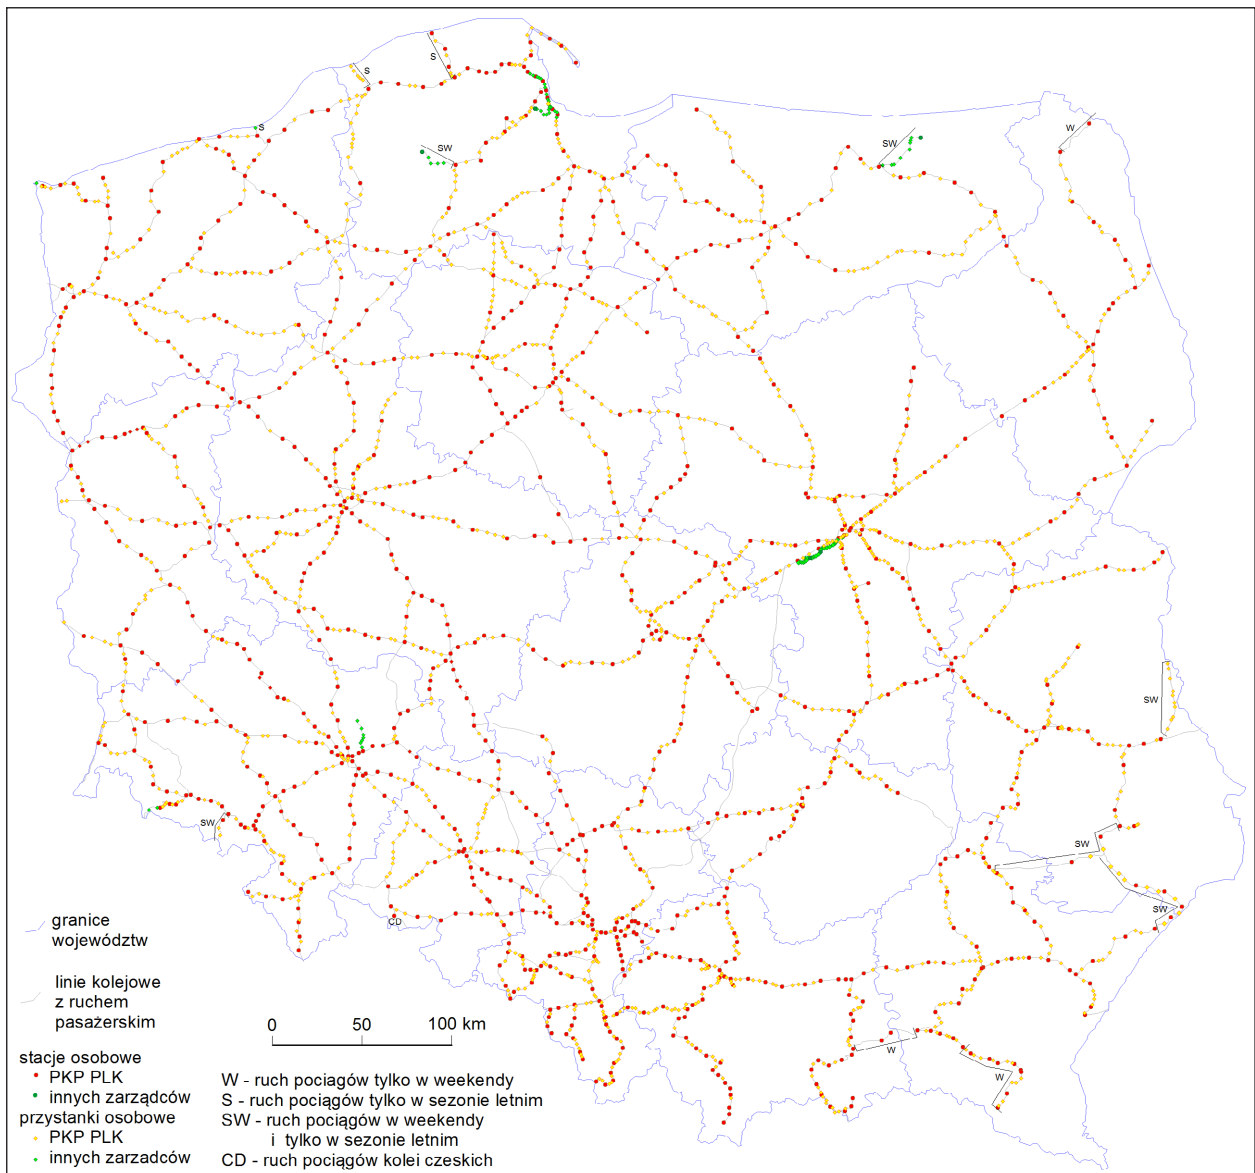 S
S
S
SW
SW
W
SW
SW
SW
SW
CD
W
W
granice
województw
linie kolejowe
z ruchem
pasażerskim
0 50 100 km
stacje osobowe
PKP PLK
innych zarządców
przystanki osobowe
PKP PLK
innych zarzadców
W - ruch pociągów tylko w weekendy
S - ruch pociągów tylko w sezonie letnim
SW - ruch pociągów w weekendy
i tylko w sezonie letnim
CD - ruch pociągów kolei czeskich